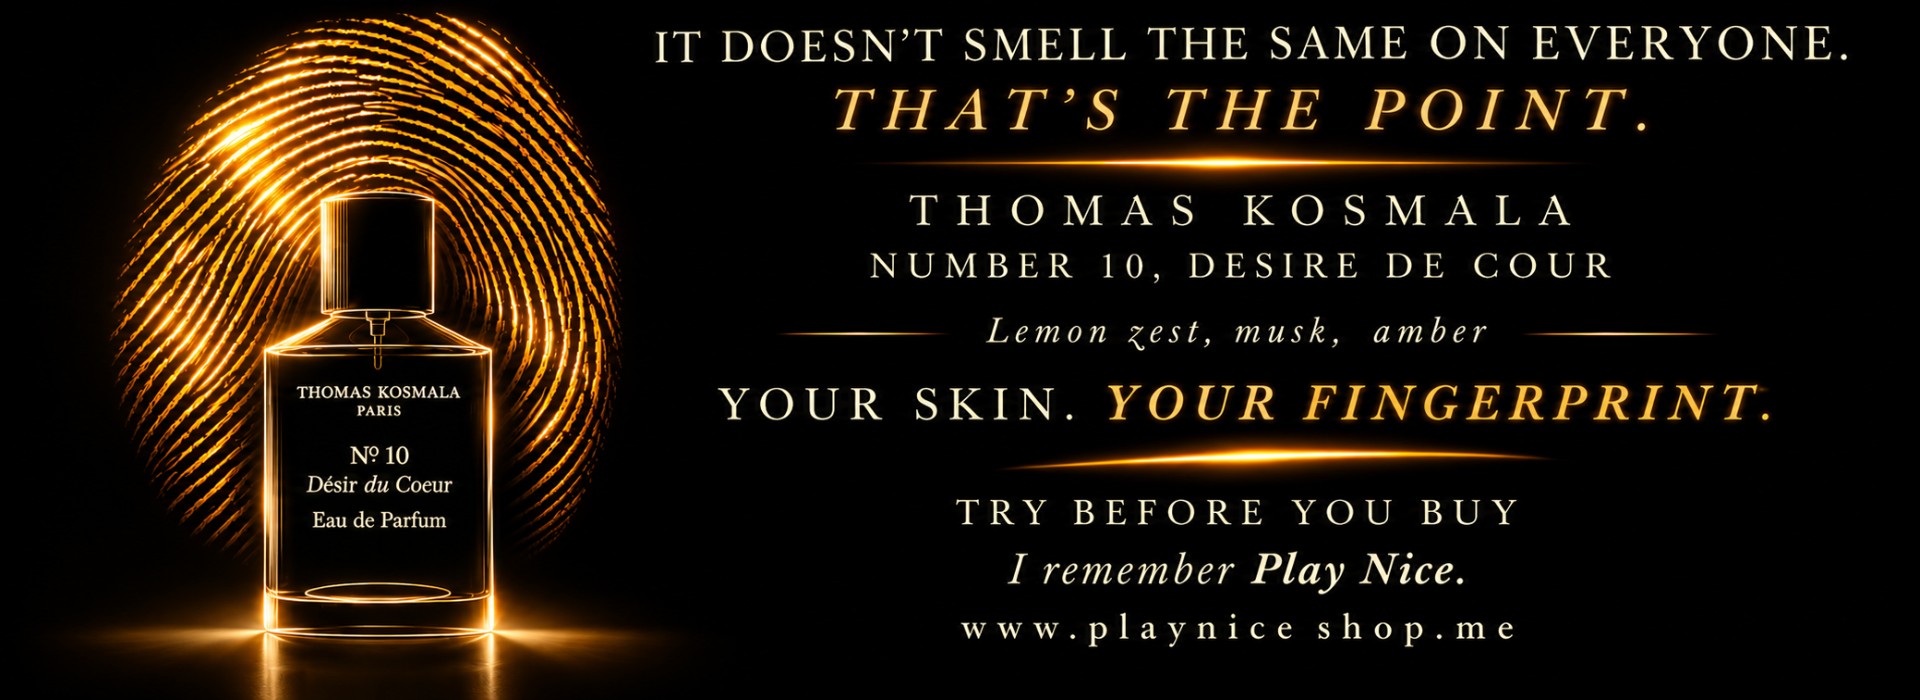 IT DOESN'T SMELL THE SAME ON EVERYONE.
THAT'S THE POINT.
THOMAS KOSMALA
NUMBER 10, DESIRE DE COUR
Lemon zest, musk, amber
YOUR SKIN. YOUR FINGERPRINT.
TRY BEFORE YOU BUY
I remember Play Nice.
www.playnice shop.me
THOMAS KOSMALA
PARIS
Nº 10
Désir du Coeur
Eau de Parfum